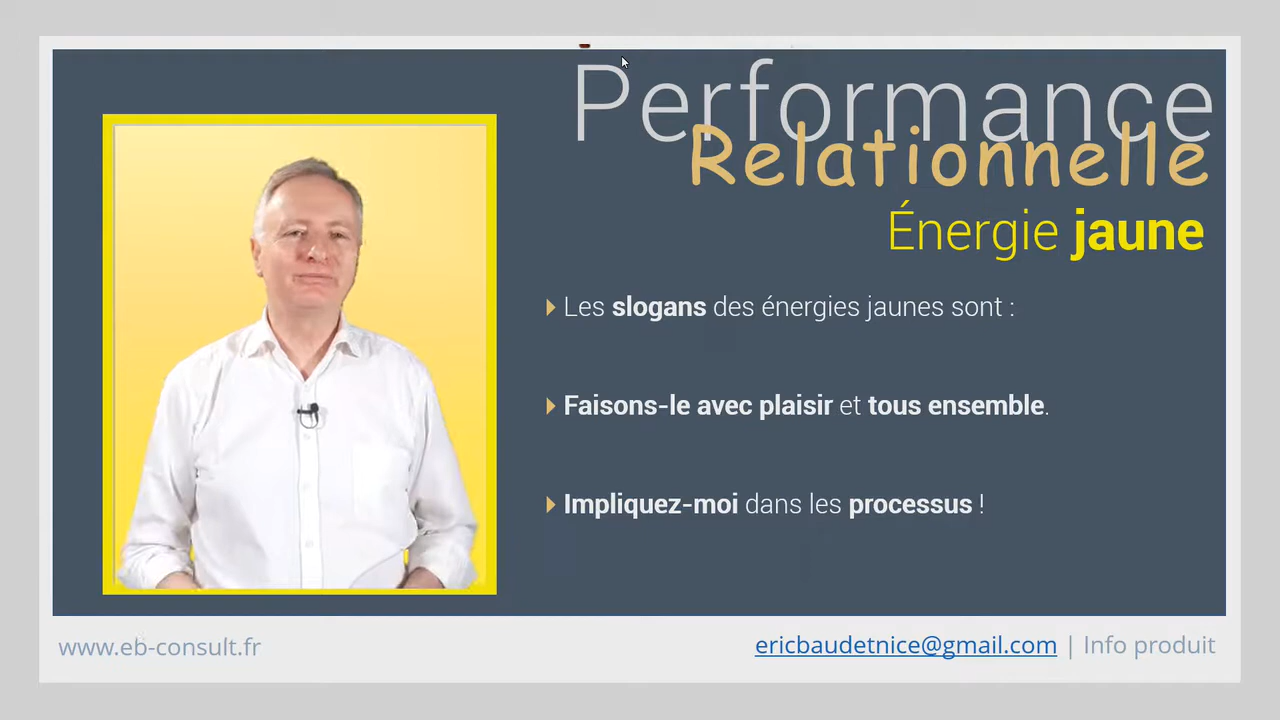 Performance
Relationnelle
Énergie jaune
Les slogans des énergies jaunes sont :
Faisons-le avec plaisir et tous ensemble.
Impliquez-moi dans les processus !
www.eb-consult.fr
ericbaudetnice@gmail.com | Info produit